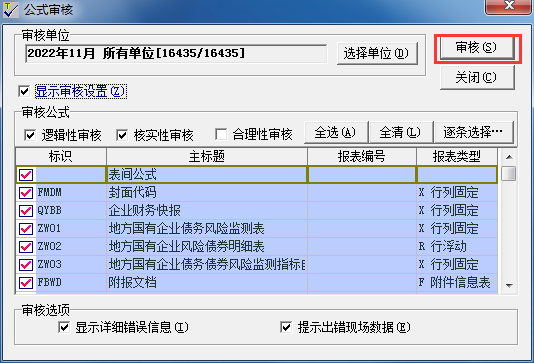 公式审核
审核单位
2022年11月 所有单位[16435/16435]
选择单位(D)
审核(S)
关闭(C)
显示审核设置(Z)
审核公式
逻辑性审核 核实性审核 合理性审核 全选(A) 全清(L) 逐条选择…
标识 主标题 报表编号 报表类型
表间公式
FMDM 封面代码 X 行列固定
QYBB 企业财务快报 X 行列固定
ZW01 地方国有企业债务风险监测表 X 行列固定
ZW02 地方国有企业风险债券明细表 R 行浮动
ZW03 地方国有企业债务债券风险监测指标 X 行列固定
FBWD 附报文档 F 附件信息表
审核选项
显示详细错误信息(I) 提示出错现场数据(E)